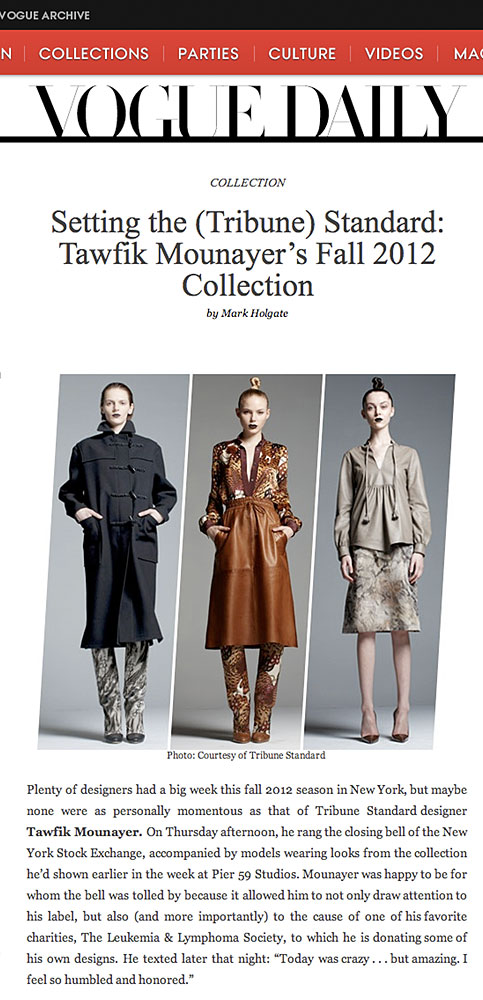 VOGUE ARCHIVE
N COLLECTIONS PARTIES CULTURE VIDEOS MAG
VOGUE DAILY
COLLECTION
Setting the (Tribune) Standard:
Tawfik Mounayer’s Fall 2012
Collection
by Mark Holgate
Photo: Courtesy of Tribune Standard
Plenty of designers had a big week this fall 2012 season in New York, but maybe
none were as personally momentous as that of Tribune Standard designer
Tawfik Mounayer. On Thursday afternoon, he rang the closing bell of the New
York Stock Exchange, accompanied by models wearing looks from the collection
he’d shown earlier in the week at Pier 59 Studios. Mounayer was happy to be for
whom the bell was tolled by because it allowed him to not only draw attention to
his label, but also (and more importantly) to the cause of one of his favorite
charities, The Leukemia & Lymphoma Society, to which he is donating some of
his own designs. He texted later that night: “Today was crazy . . . but amazing. I
feel so humbled and honored.”